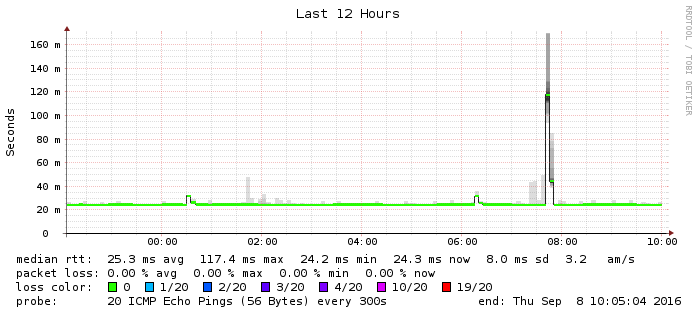 Last 12 Hours
RRDTOOL / TOBI OETIKER
Seconds
160 m
140 m
120 m
100 m
80 m
60 m
40 m
20 m
0
00:00 02:00 04:00 06:00 08:00 10:00
median rtt: 25.3 ms avg 117.4 ms max 24.2 ms min 24.3 ms now 8.0 ms sd 3.2 am/s
packet loss: 0.00 % avg 0.00 % max 0.00 % min 0.00 % now
loss color: 0 1/20 2/20 3/20 4/20 10/20 19/20
probe: 20 ICMP Echo Pings (56 Bytes) every 300s end: Thu Sep 8 10:05:04 2016